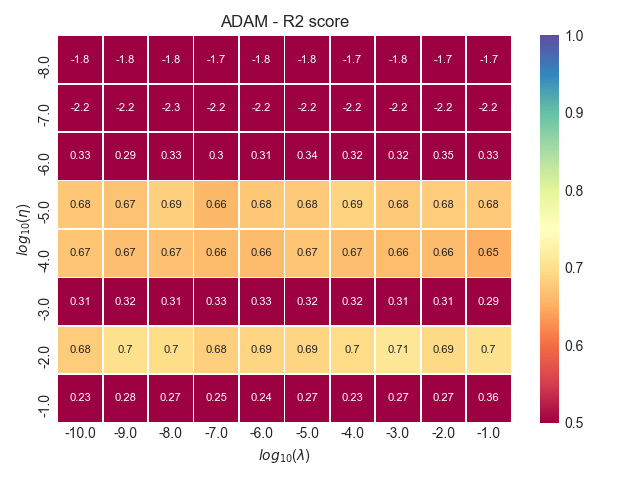 ADAM - R2 score
-8.0 -1.8 -1.8 -1.8 -1.7 -1.8 -1.8 -1.7 -1.8 -1.7 -1.7
-7.0 -2.2 -2.2 -2.3 -2.2 -2.2 -2.2 -2.2 -2.2 -2.2 -2.2
-6.0 0.33 0.29 0.33 0.3 0.31 0.34 0.32 0.32 0.35 0.33
-5.0 0.68 0.67 0.69 0.66 0.68 0.68 0.69 0.68 0.68 0.68
-4.0 0.67 0.67 0.67 0.66 0.66 0.67 0.67 0.66 0.66 0.65
-3.0 0.31 0.32 0.31 0.33 0.33 0.32 0.32 0.31 0.31 0.29
-2.0 0.68 0.7 0.7 0.68 0.69 0.69 0.7 0.71 0.69 0.7
-1.0 0.23 0.28 0.27 0.25 0.24 0.27 0.23 0.27 0.27 0.36
-10.0 -9.0 -8.0 -7.0 -6.0 -5.0 -4.0 -3.0 -2.0 -1.0
log₁₀(λ)
log₁₀(η)
1.0
0.9
0.8
0.7
0.6
0.5